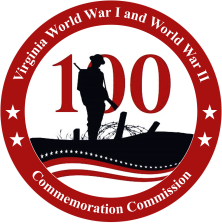 Virginia World War I and World War II
100
Commemoration Commission